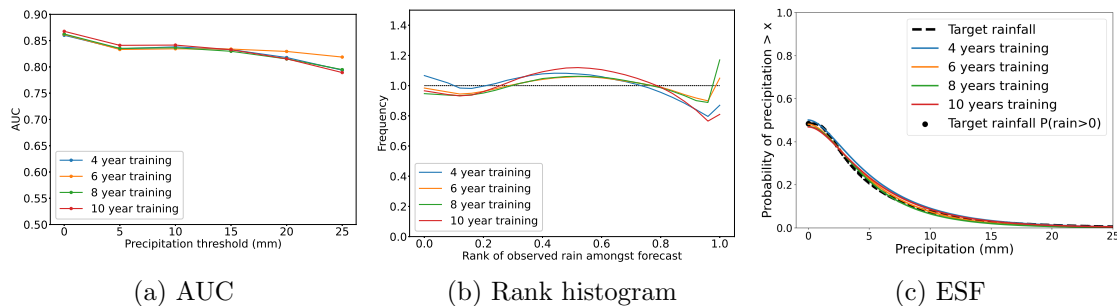 0.90
0.85
0.80
0.75
0.70
0.65
0.60
0.55
0.50
AUC
0
5
10
15
20
25
Precipitation threshold (mm)
4 year training
6 year training
8 year training
10 year training
(a) AUC
1.4
1.2
1.0
0.8
0.6
0.4
0.2
0.0
Frequency
0.0
0.2
0.4
0.6
0.8
1.0
Rank of observed rain amongst forecast
4 year training
6 year training
8 year training
10 year training
(b) Rank histogram
1.0
0.8
0.6
0.4
0.2
0.0
Probability of precipitation > x
0
5
10
15
20
25
Precipitation (mm)
Target rainfall
4 years training
6 years training
8 years training
10 years training
Target rainfall P(rain>0)
(c) ESF